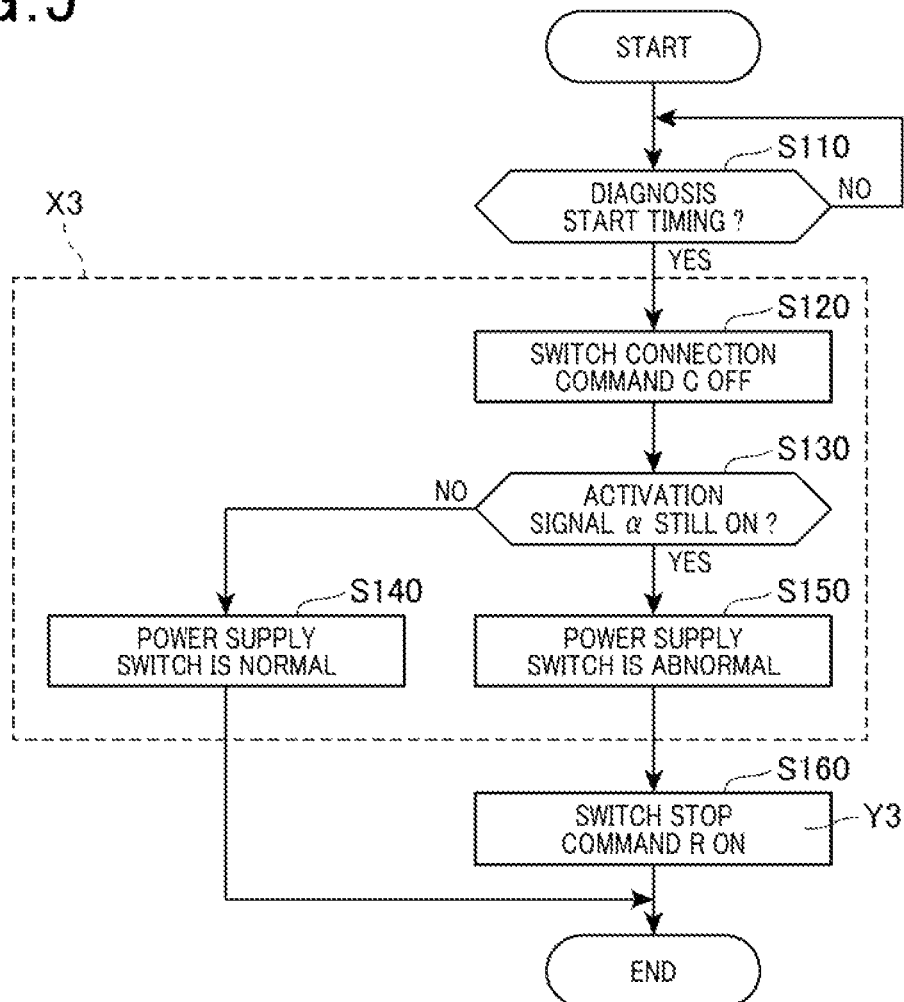 START
S110
DIAGNOSIS
START TIMING ?
NO
YES
X3
S120
SWITCH CONNECTION
COMMAND C OFF
S130
ACTIVATION
SIGNAL α STILL ON ?
NO
YES
S140
POWER SUPPLY
SWITCH IS NORMAL
S150
POWER SUPPLY
SWITCH IS ABNORMAL
S160
SWITCH STOP
COMMAND R ON
Y3
END